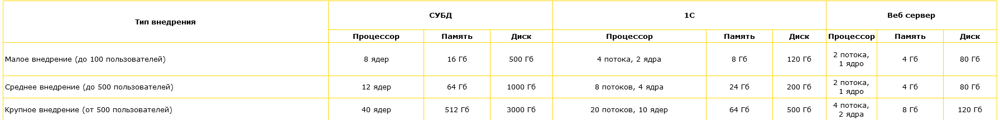 Тип внедрения СУБД 1С Веб сервер
Процессор Память Диск Процессор Память Диск Процессор Память Диск
Малое внедрение (до 100 пользователей) 8 ядер 16 Гб 500 Гб 4 потока, 2 ядра 8 Гб 120 Гб 2 потока,
1 ядро 4 Гб 80 Гб
Среднее внедрение (до 500 пользователей) 12 ядер 64 Гб 1000 Гб 8 потоков, 4 ядра 24 Гб 200 Гб 2 потока,
1 ядро 4 Гб 80 Гб
Крупное внедрение (от 500 пользователей) 40 ядер 512 Гб 3000 Гб 20 потоков, 10 ядер 64 Гб 500 Гб 4 потока,
2 ядра 8 Гб 120 Гб